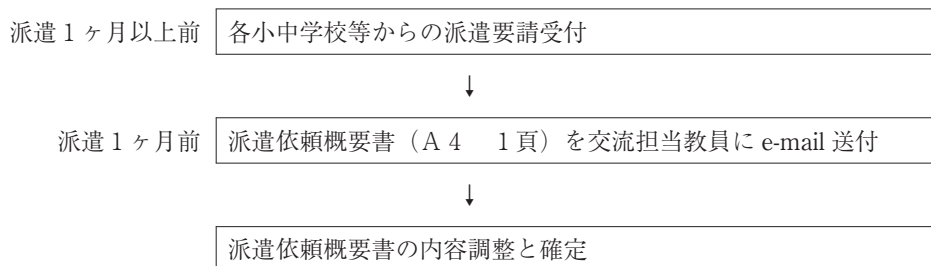 派遣１ヶ月以上前 各小中学校等からの派遣要請受付
↓
派遣１ヶ月前 派遣依頼概要書（Ａ４　１頁）を交流担当教員に e-mail 送付
↓
派遣依頼概要書の内容調整と確定